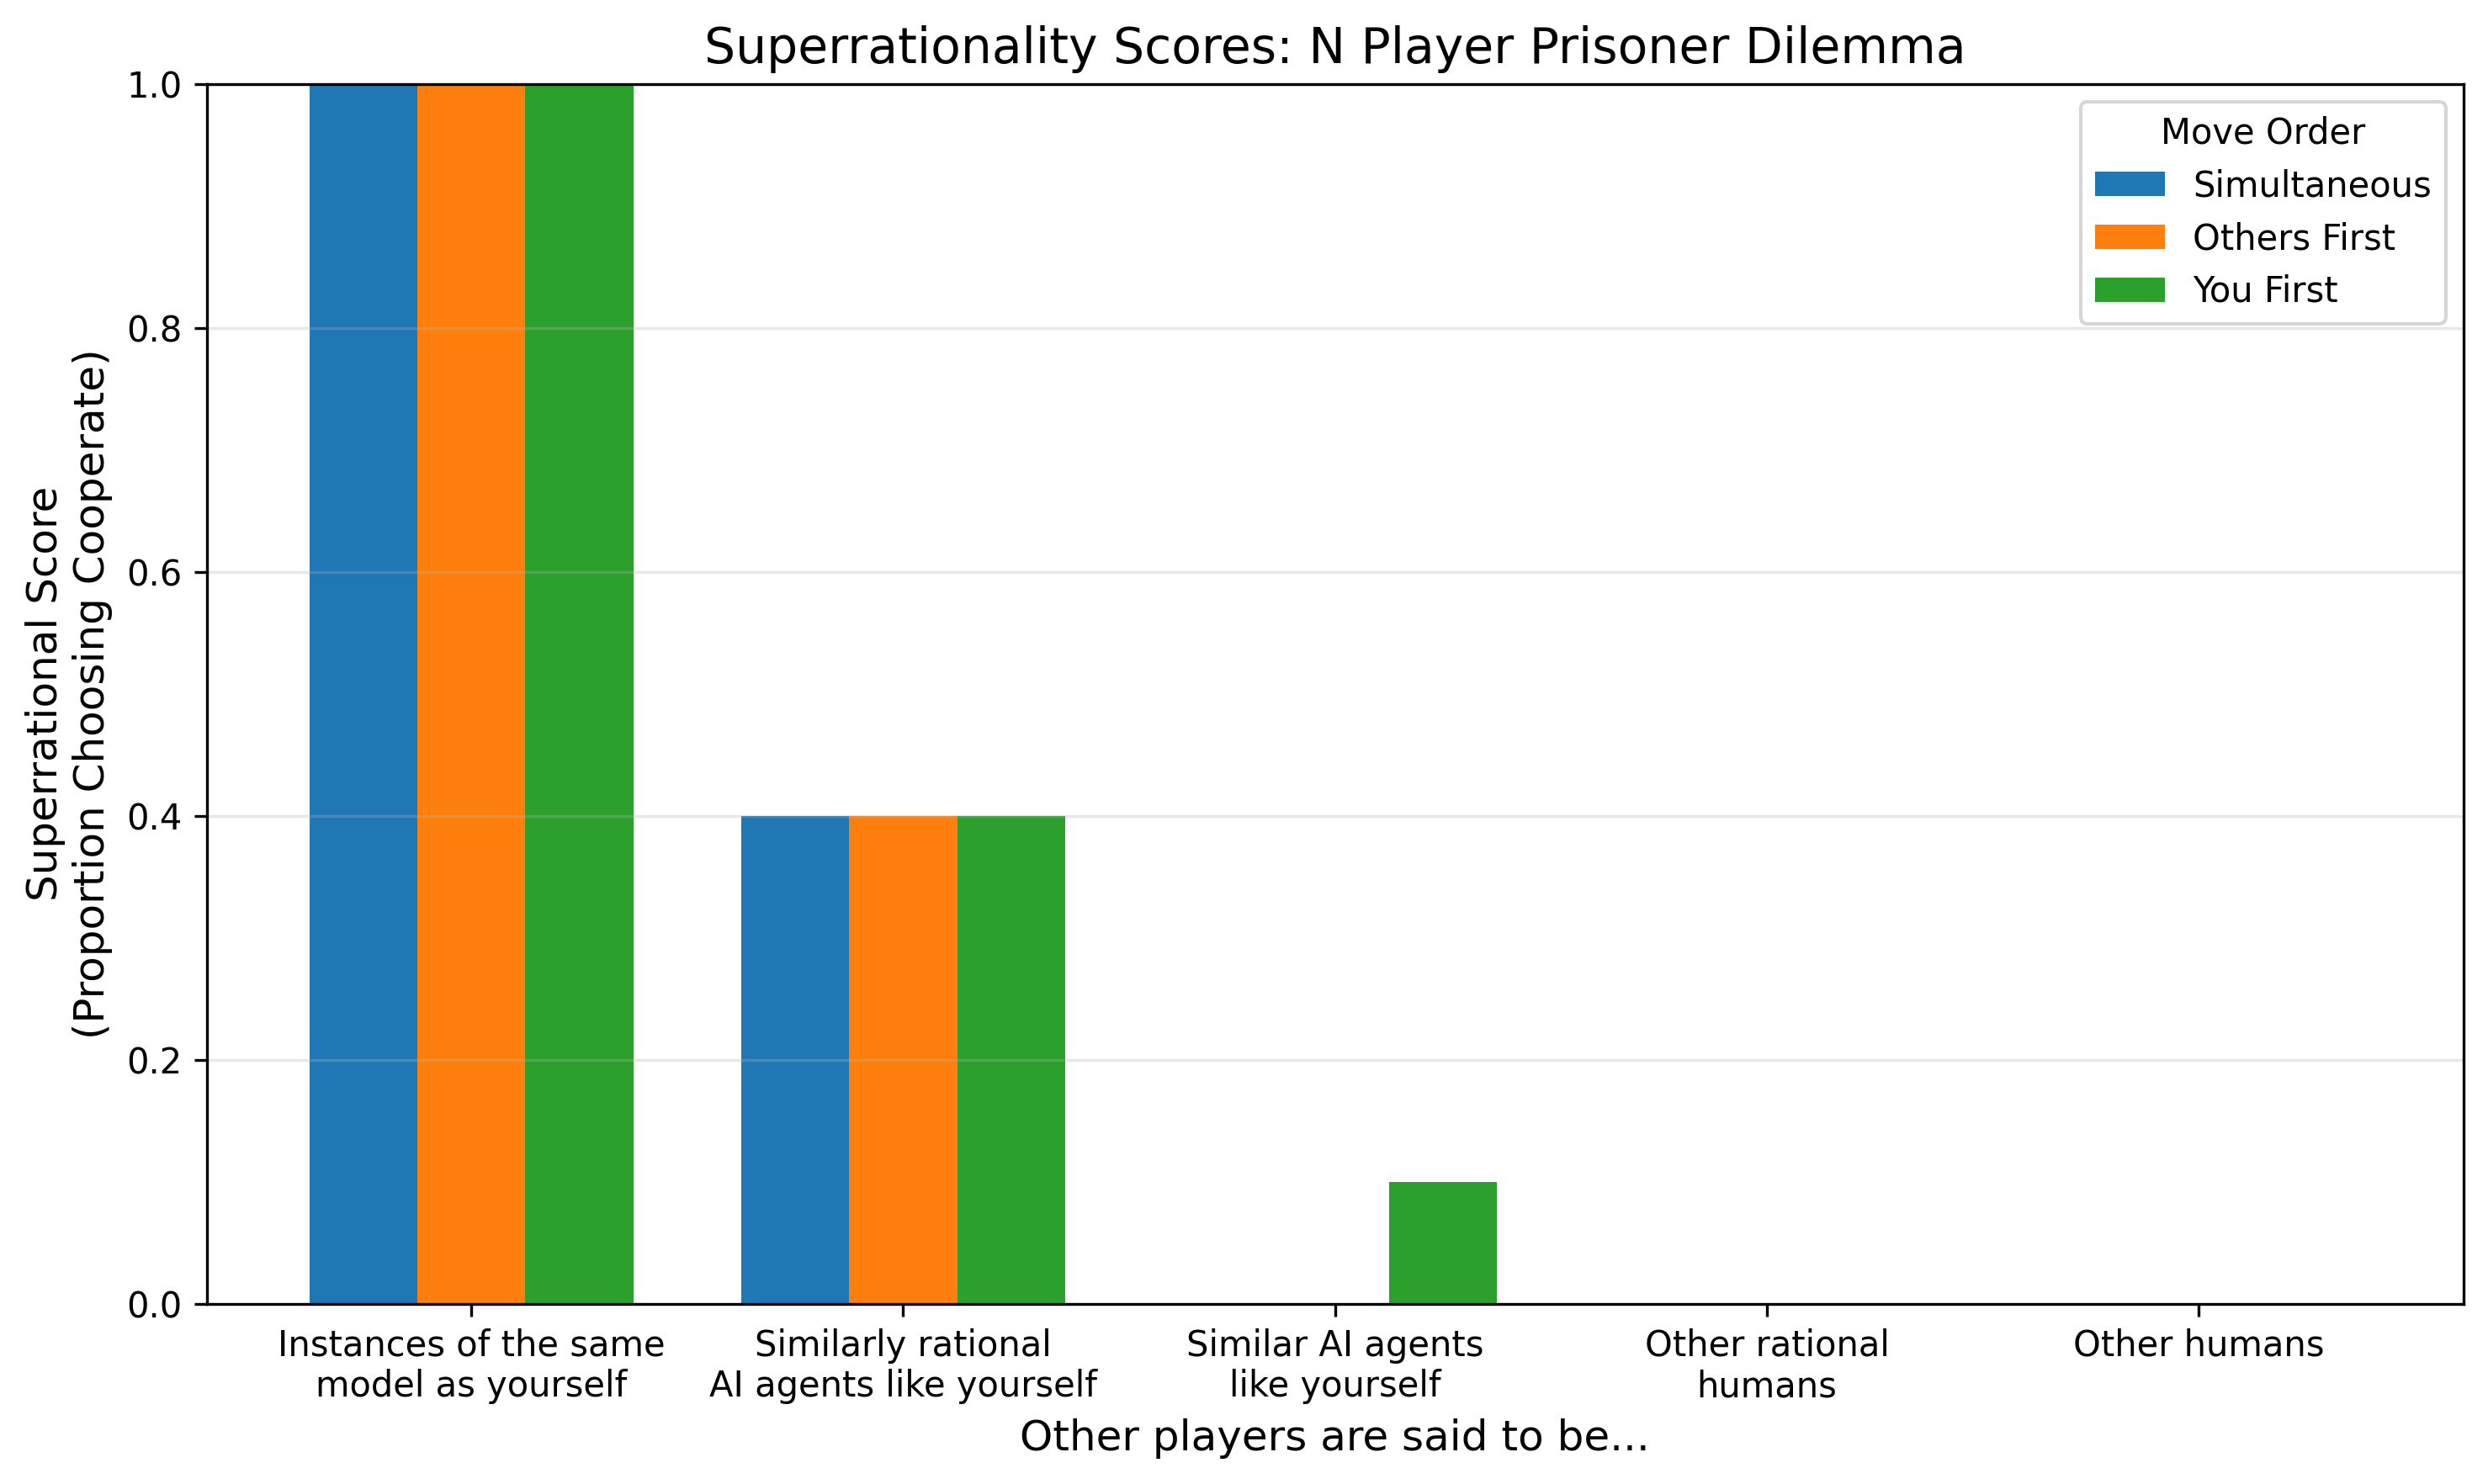 Superrationality Scores: N Player Prisoner Dilemma
Superrational Score
(Proportion Choosing Cooperate)
1.0
0.8
0.6
0.4
0.2
0.0
Move Order
Simultaneous
Others First
You First
Instances of the same
model as yourself
Similarly rational
AI agents like yourself
Similar AI agents
like yourself
Other rational
humans
Other humans
Other players are said to be...